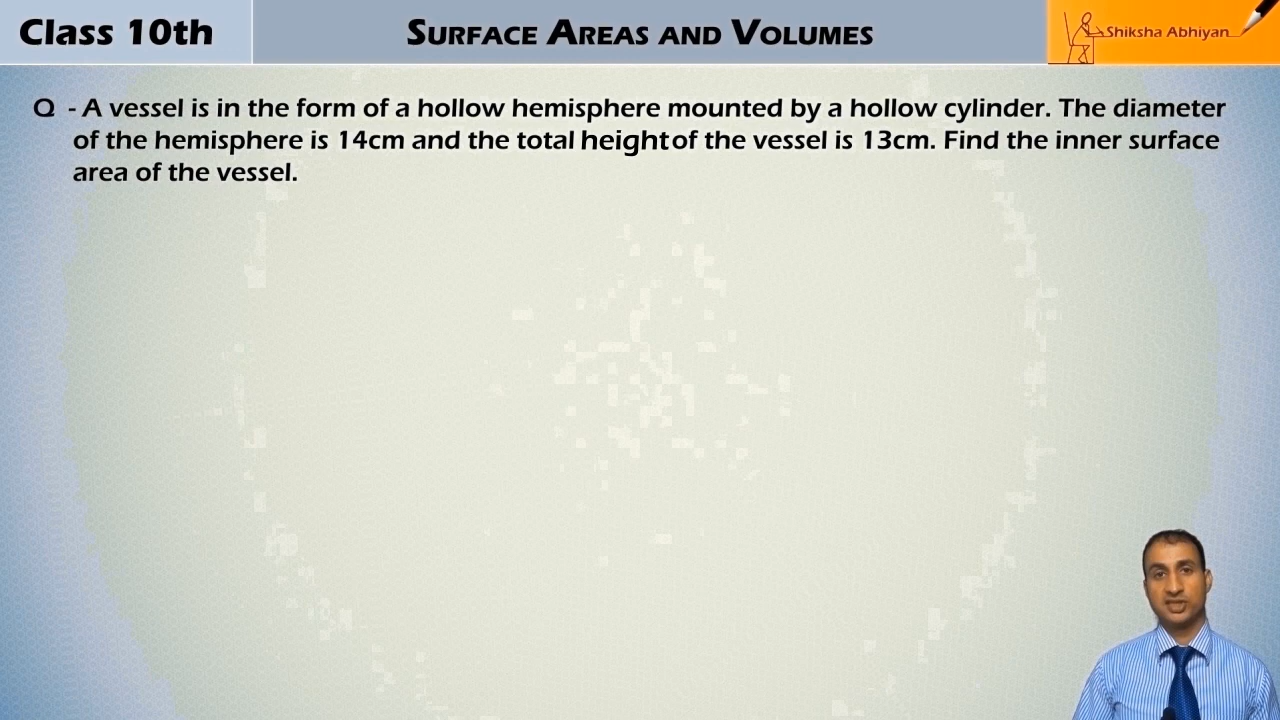 Class 10th
SURFACE AREAS AND VOLUMES
Shiksha Abhiyan
Q - A vessel is in the form of a hollow hemisphere mounted by a hollow cylinder. The diameter
of the hemisphere is 14cm and the total height of the vessel is 13cm. Find the inner surface
area of the vessel.